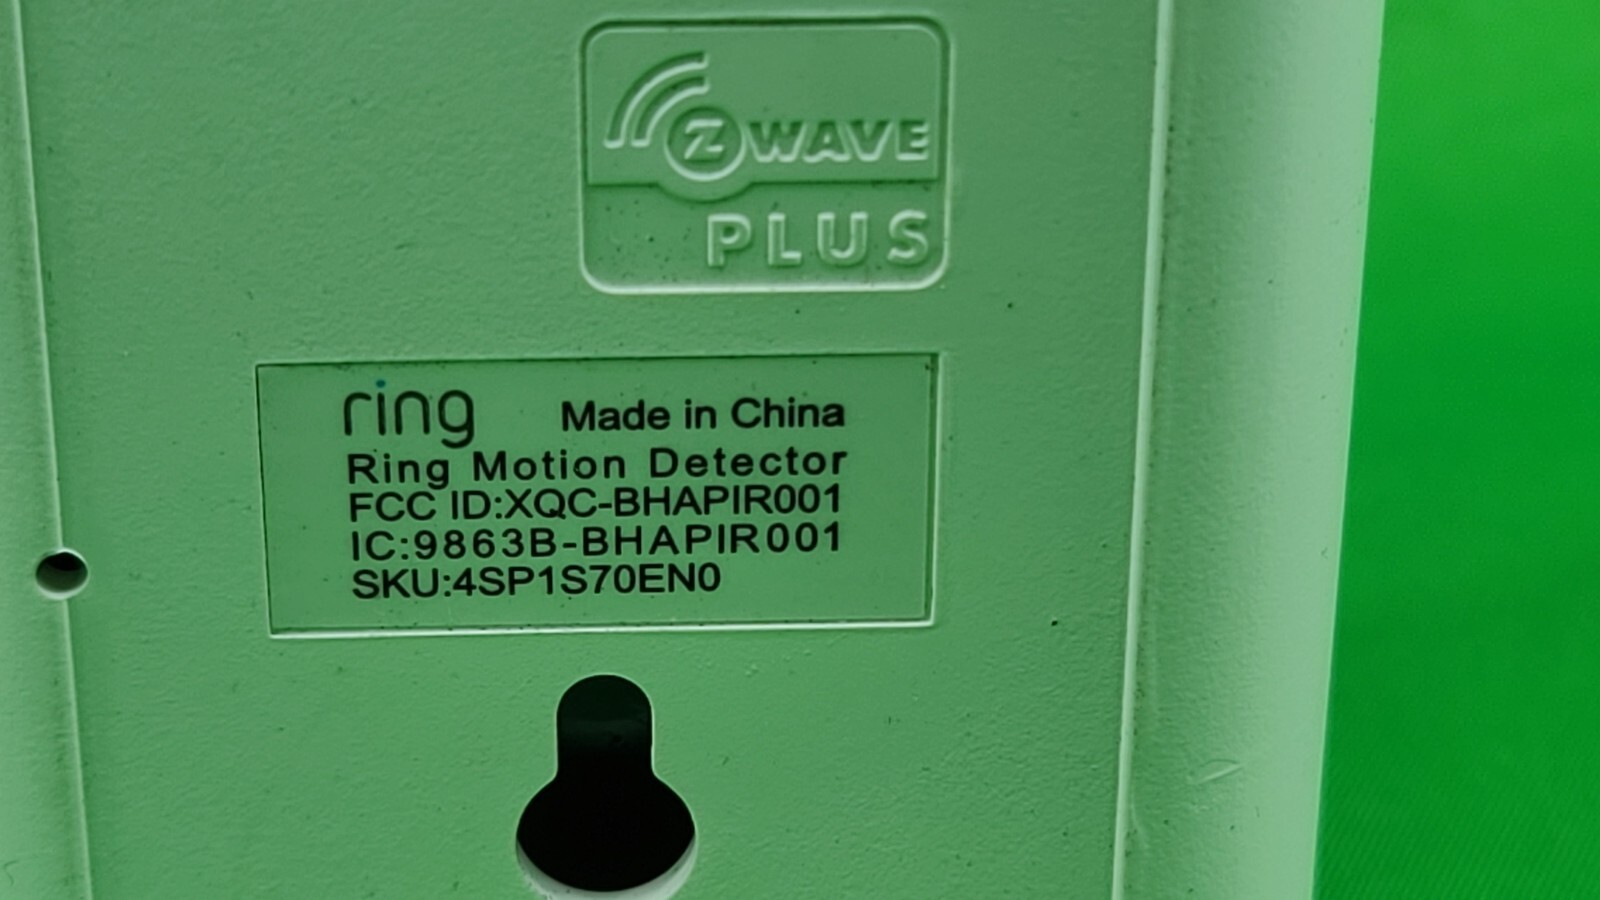 Z WAVE
PLUS
ring Made in China
Ring Motion Detector
FCC ID:XQC-BHAPIR001
IC:9863B-BHAPIR001
SKU:4SP1S70EN0